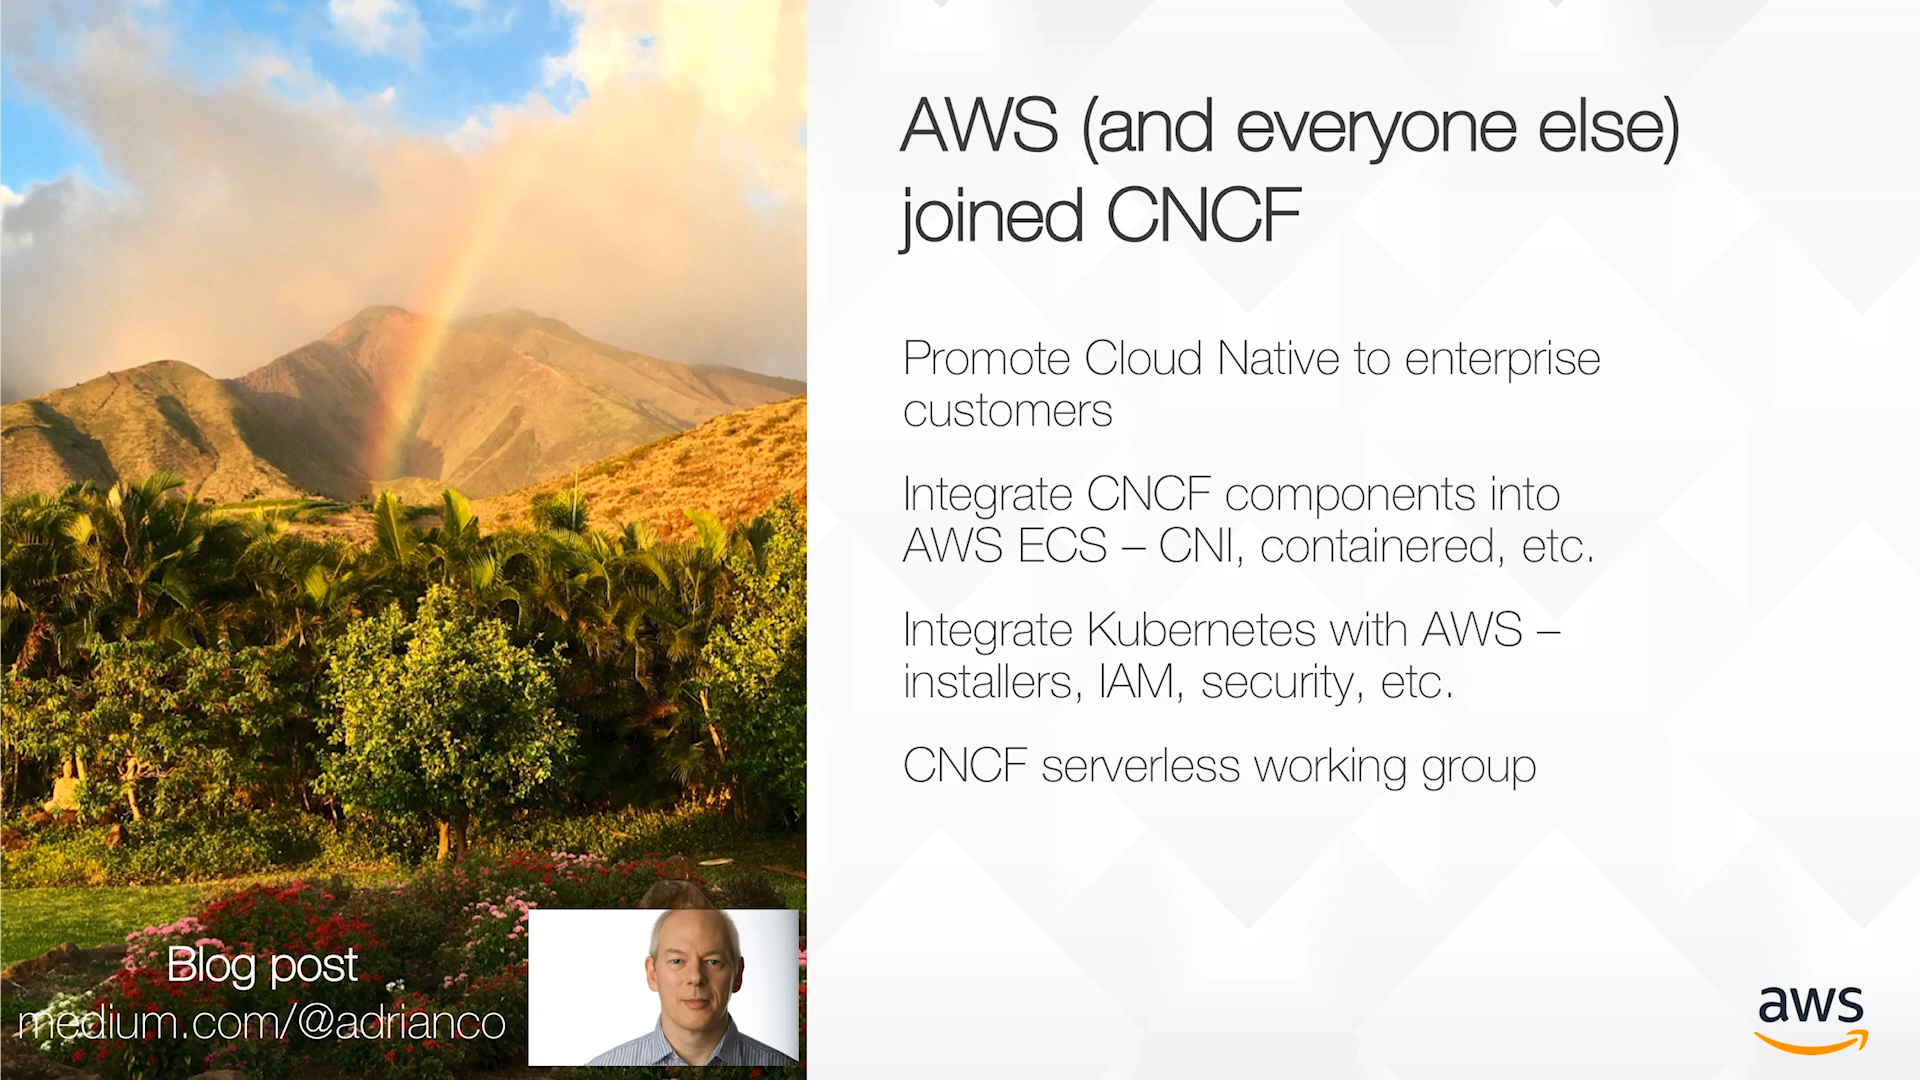 AWS (and everyone else)
joined CNCF
Promote Cloud Native to enterprise
customers
Integrate CNCF components into
AWS ECS – CNI, containered, etc.
Integrate Kubernetes with AWS –
installers, IAM, security, etc.
CNCF serverless working group
Blog post
medium.com/@adrianco
aws